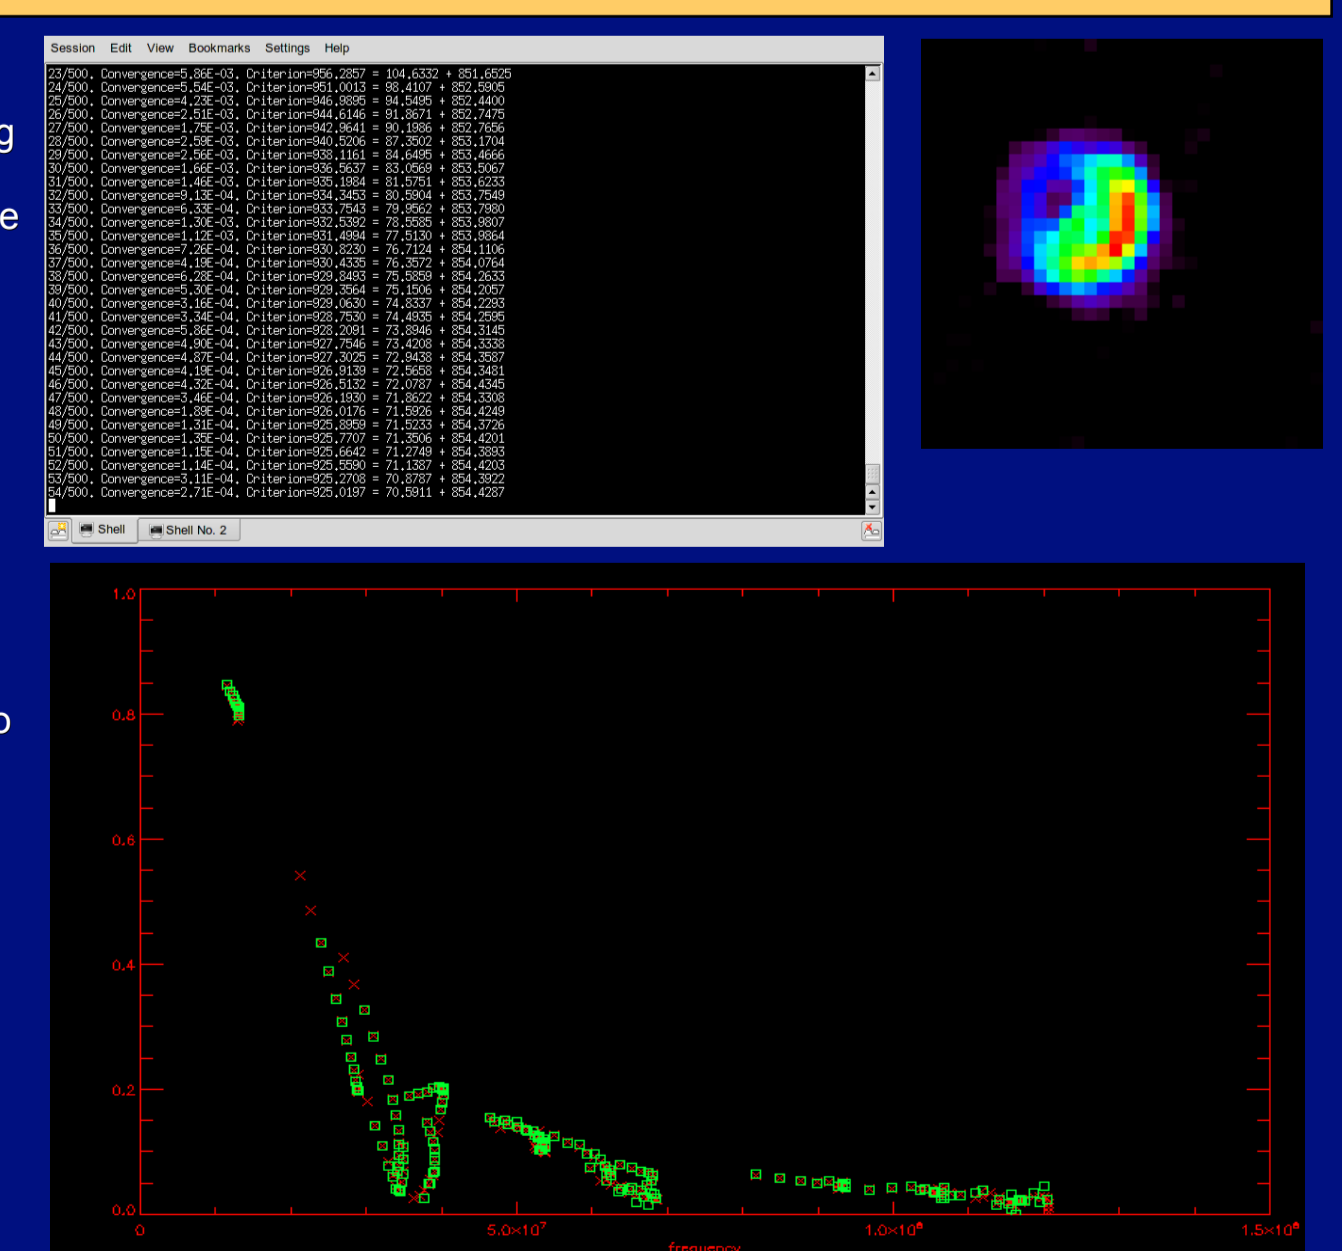 Session Edit View Bookmarks Settings Help
23/500. Convergence=5.86E-03. Criterion=956.2857 = 104.6332 + 851.6525
24/500. Convergence=5.54E-03. Criterion=951.0013 = 98.4107 + 852.5905
25/500. Convergence=4.23E-03. Criterion=946.9895 = 94.5495 + 852.4400
26/500. Convergence=2.51E-03. Criterion=944.6146 = 91.8671 + 852.7475
27/500. Convergence=1.75E-03. Criterion=942.9641 = 90.1986 + 852.7656
28/500. Convergence=2.59E-03. Criterion=940.5206 = 87.3502 + 853.1704
29/500. Convergence=2.56E-03. Criterion=938.1161 = 84.6495 + 853.4666
30/500. Convergence=1.66E-03. Criterion=936.5637 = 83.0569 + 853.5067
31/500. Convergence=1.46E-03. Criterion=935.1984 = 81.5751 + 853.6233
32/500. Convergence=9.13E-04. Criterion=934.3453 = 80.5904 + 853.7549
33/500. Convergence=6.33E-04. Criterion=933.7543 = 79.9562 + 853.7980
34/500. Convergence=1.30E-03. Criterion=932.5392 = 78.5585 + 853.9807
35/500. Convergence=1.12E-03. Criterion=931.4994 = 77.5130 + 853.9864
36/500. Convergence=7.26E-04. Criterion=930.8230 = 76.7124 + 854.1106
37/500. Convergence=4.19E-04. Criterion=930.4335 = 76.3572 + 854.0764
38/500. Convergence=6.28E-04. Criterion=929.8493 = 75.5859 + 854.2633
39/500. Convergence=5.30E-04. Criterion=929.3564 = 75.1506 + 854.2057
40/500. Convergence=3.16E-04. Criterion=929.0630 = 74.8337 + 854.2293
41/500. Convergence=3.34E-04. Criterion=928.7530 = 74.4935 + 854.2595
42/500. Convergence=5.86E-04. Criterion=928.2091 = 73.8946 + 854.3145
43/500. Convergence=4.90E-04. Criterion=927.7546 = 73.4208 + 854.3338
44/500. Convergence=4.87E-04. Criterion=927.3025 = 72.9438 + 854.3587
45/500. Convergence=4.19E-04. Criterion=926.9139 = 72.5658 + 854.3481
46/500. Convergence=4.32E-04. Criterion=926.5132 = 72.0787 + 854.4345
47/500. Convergence=3.46E-04. Criterion=926.1930 = 71.8622 + 854.3308
48/500. Convergence=1.89E-04. Criterion=926.0176 = 71.5926 + 854.4249
49/500. Convergence=1.31E-04. Criterion=925.8959 = 71.5233 + 854.3726
50/500. Convergence=1.35E-04. Criterion=925.7707 = 71.3506 + 854.4201
51/500. Convergence=1.15E-04. Criterion=925.6642 = 71.2749 + 854.3893
52/500. Convergence=1.14E-04. Criterion=925.5590 = 71.1387 + 854.4203
53/500. Convergence=3.11E-04. Criterion=925.2708 = 70.8787 + 854.3922
54/500. Convergence=2.71E-04. Criterion=925.0197 = 70.5911 + 854.4287
Shell Shell No. 2
g
e
o
1.0
0.8
0.6
0.4
0.2
0.0
0 5.0×10⁷ 1.0×10⁸ 1.5×10⁸
frequency